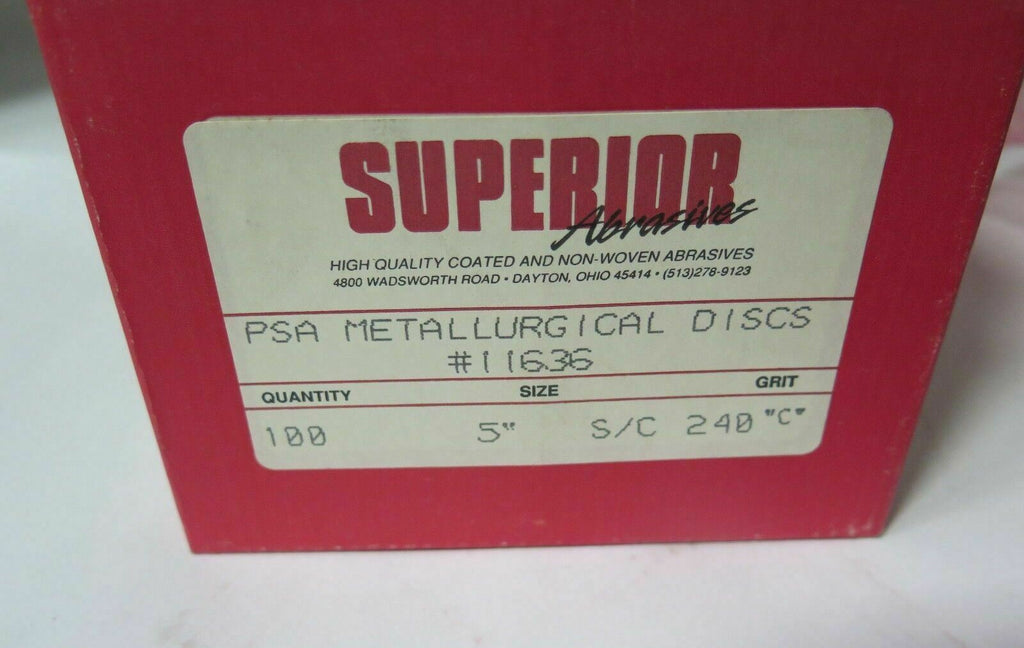 SUPERIOR
Abrasives
HIGH QUALITY COATED AND NON-WOVEN ABRASIVES
4800 WADSWORTH ROAD • DAYTON, OHIO 45414 • (513)278-9123
PSA METALLURGICAL DISCS
#11636
QUANTITY SIZE GRIT
100 5" S/C 240 "C"